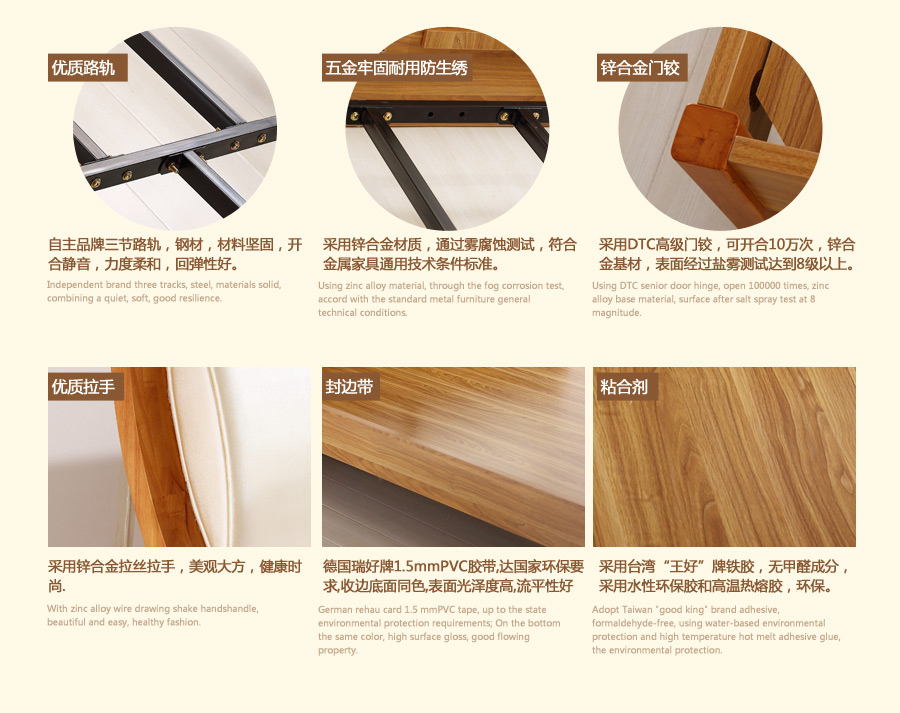 优质路轨
五金牢固耐用防生绣
锌合金门铰
自主品牌三节路轨，钢材，材料坚固，开
合静音，力度柔和，回弹性好。
Independent brand three tracks, steel, materials solid,
combining a quiet, soft, good resilience.
采用锌合金材质，通过雾腐蚀测试，符合
金属家具通用技术条件标准。
Using zinc alloy material, through the fog corrosion test,
accord with the standard metal furniture general
technical conditions.
采用DTC高级门铰，可开合10万次，锌合
金基材，表面经过盐雾测试达到8级以上。
Using DTC senior door hinge, open 100000 times, zinc
alloy base material, surface after salt spray test at 8
magnitude.
优质拉手
封边带
粘合剂
采用锌合金拉丝拉手，美观大方，健康时
尚.
With zinc alloy wire drawing shake handshandle,
beautiful and easy, healthy fashion.
德国瑞好牌1.5mmPVC胶带,达国家环保要
求,收边底面同色,表面光泽度高,流平性好
German rehau card 1.5 mmPVC tape, up to the state
environmental protection requirements; On the bottom
the same color, high surface gloss, good flowing
property.
采用台湾“王好”牌铁胶，无甲醛成分，
采用水性环保胶和高温热熔胶，环保。
Adopt Taiwan "good king" brand adhesive,
formaldehyde-free, using water-based environmental
protection and high temperature hot melt adhesive glue,
the environmental protection.